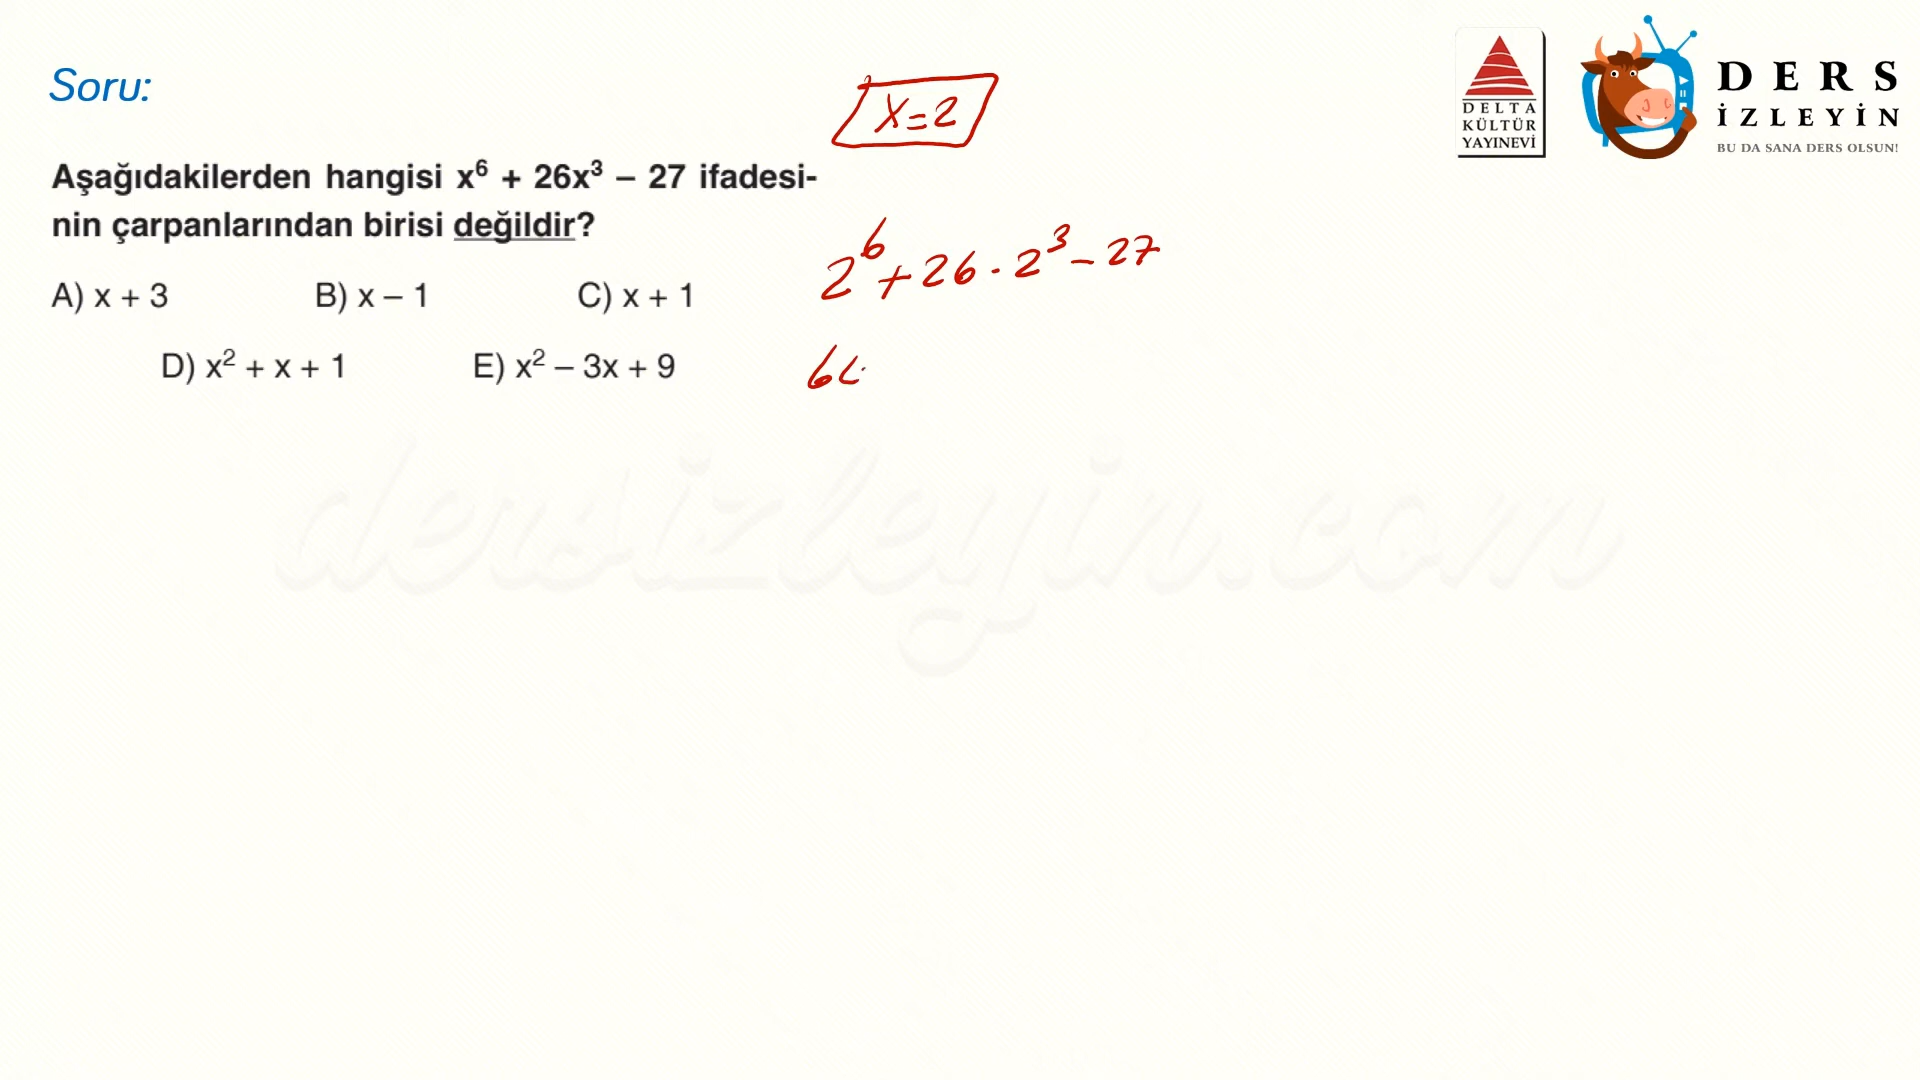 Soru:
X=2
DELTA
KÜLTÜR
YAYINEVİ
DERS
İZLEYİN
BU DA SANA DERS OLSUN!
Aşağıdakilerden hangisi x⁶ + 26x³ – 27 ifadesi-
nin çarpanlarından birisi değildir?
2⁶+26·2³-27
A) x + 3 B) x – 1 C) x + 1
D) x² + x + 1 E) x² – 3x + 9
dersizleyin.com